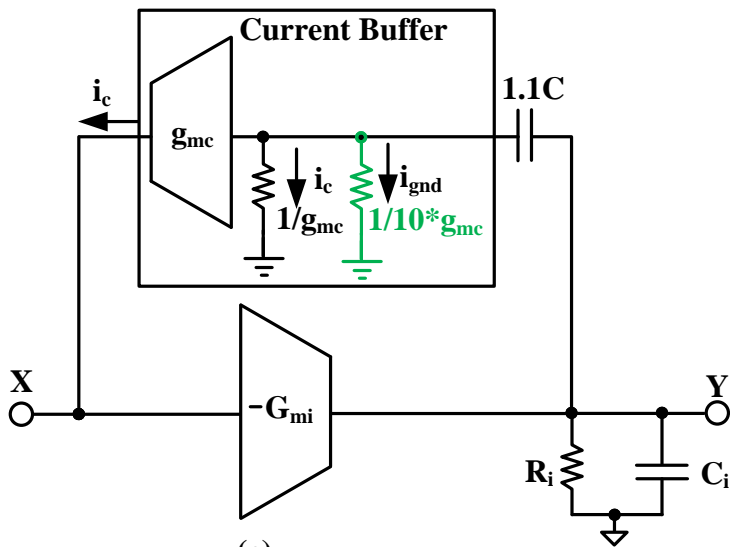 Current Buffer
1.1C
i_c
g_mc
i_c
i_gnd
1/g_mc
1/10*g_mc
X
−G_mi
Y
R_i
C_i